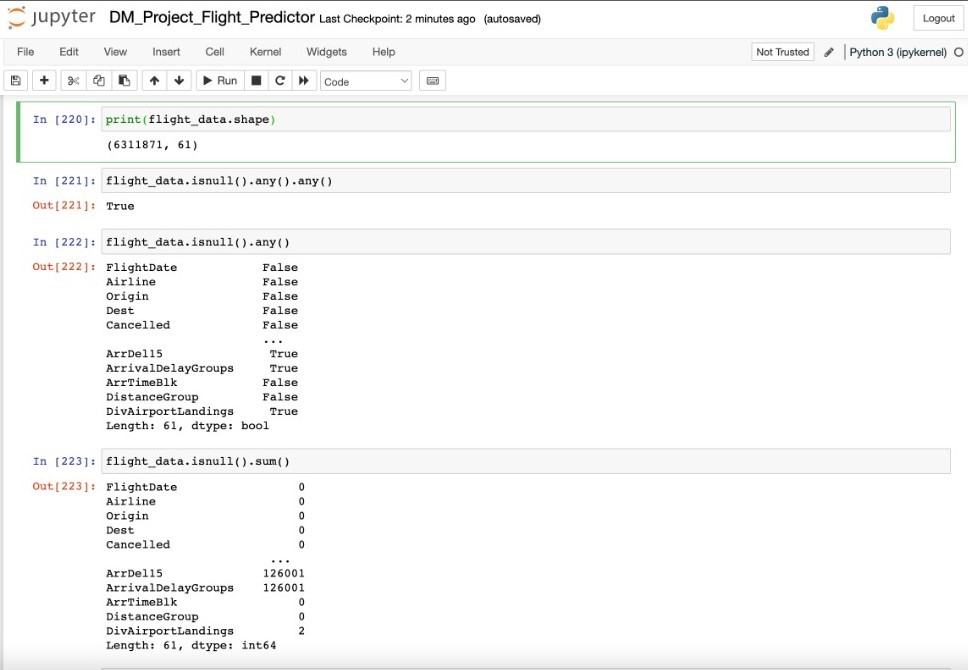 jupyter DM_Project_Flight_Predictor Last Checkpoint: 2 minutes ago (autosaved)
Logout
File Edit View Insert Cell Kernel Widgets Help
Not Trusted Python 3 (ipykernel)
Run Code
In [220]: print(flight_data.shape)
(6311871, 61)
In [221]: flight_data.isnull().any().any()
Out[221]: True
In [222]: flight_data.isnull().any()
Out[222]: FlightDate False
Airline False
Origin False
Dest False
Cancelled False
...
ArrDel15 True
ArrivalDelayGroups True
ArrTimeBlk False
DistanceGroup False
DivAirportLandings True
Length: 61, dtype: bool
In [223]: flight_data.isnull().sum()
Out[223]: FlightDate 0
Airline 0
Origin 0
Dest 0
Cancelled 0
...
ArrDel15 126001
ArrivalDelayGroups 126001
ArrTimeBlk 0
DistanceGroup 0
DivAirportLandings 2
Length: 61, dtype: int64